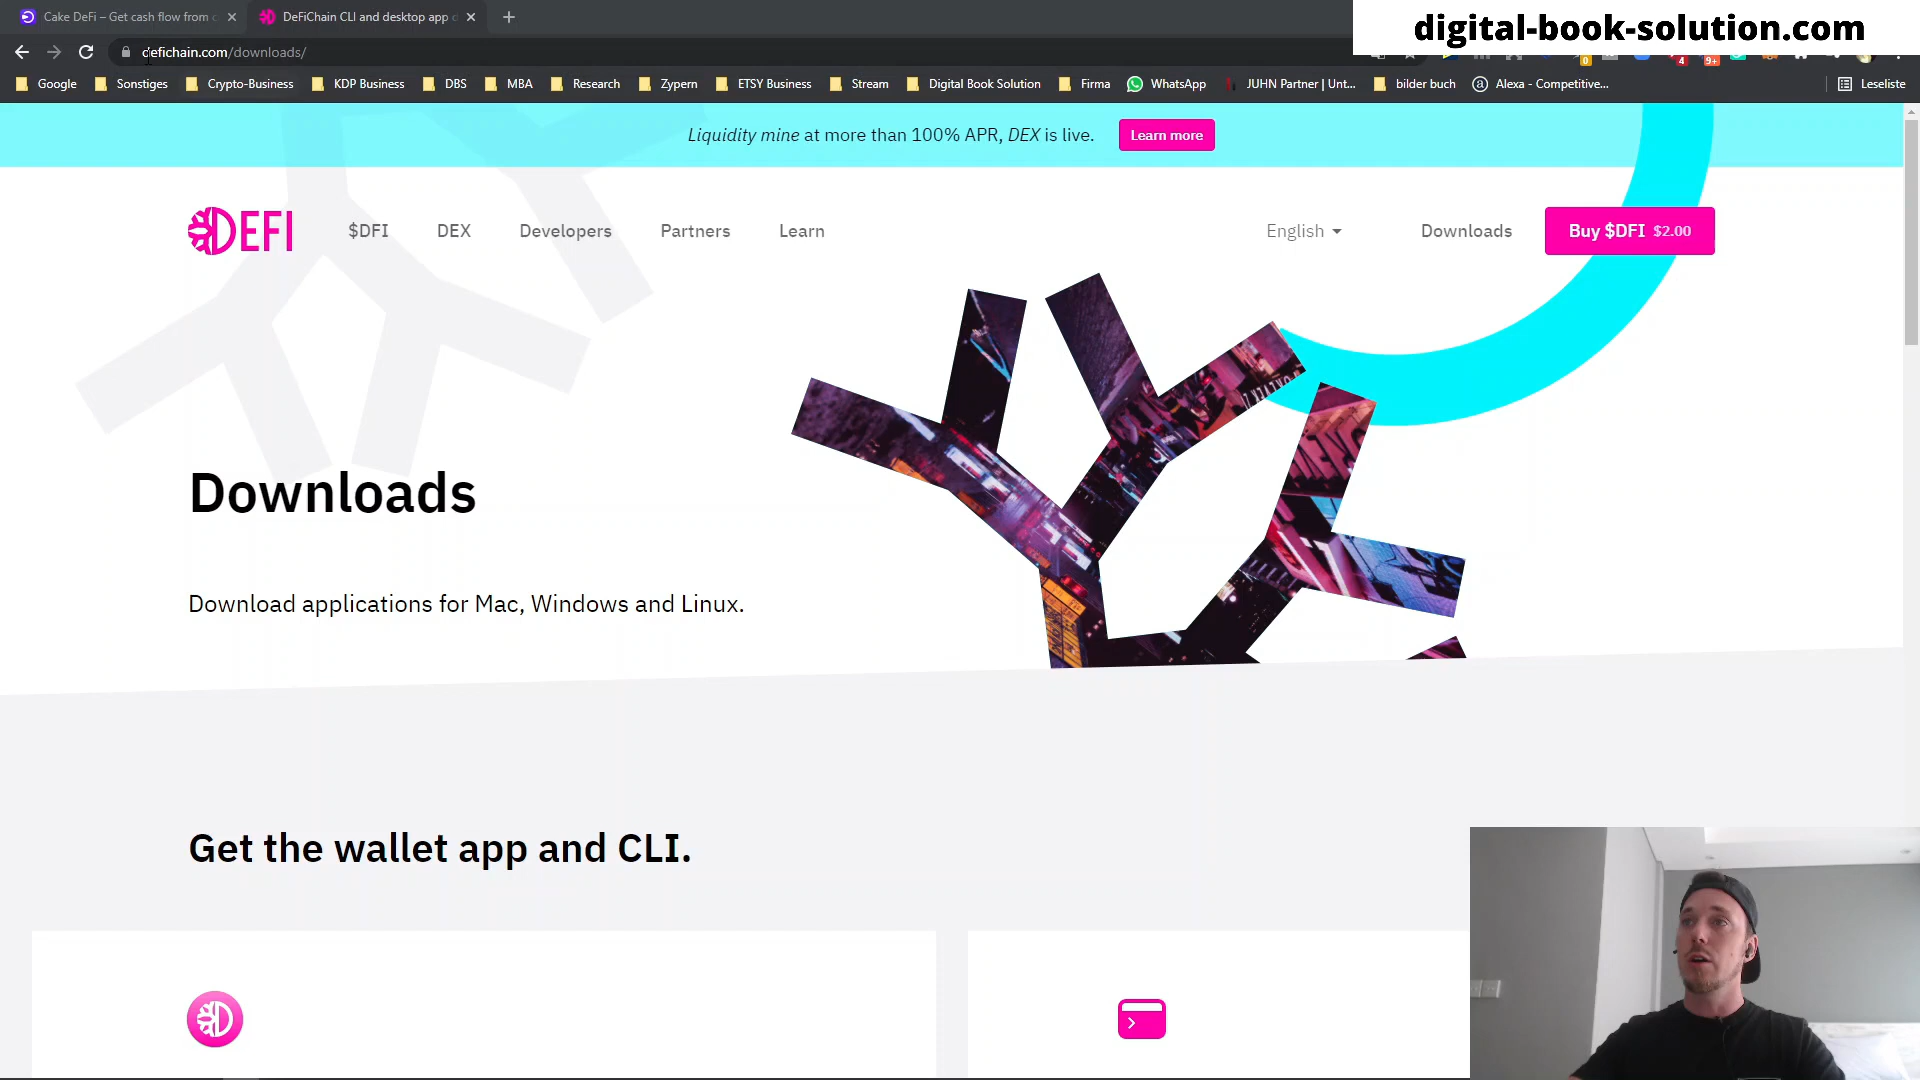 Cake DeFi – Get cash flow from
DeFiChain CLI and desktop app
digital-book-solution.com
defichain.com/downloads/
Google
Sonstiges
Crypto-Business
KDP Business
DBS
MBA
Research
Zypern
ETSY Business
Stream
Digital Book Solution
Firma
WhatsApp
JUHN Partner | Unt...
bilder buch
Alexa - Competitive...
Leseliste
Liquidity mine at more than 100% APR, DEX is live.
Learn more
DEFI
$DFI
DEX
Developers
Partners
Learn
English
Downloads
Buy $DFI $2.00
Downloads
Download applications for Mac, Windows and Linux.
Get the wallet app and CLI.